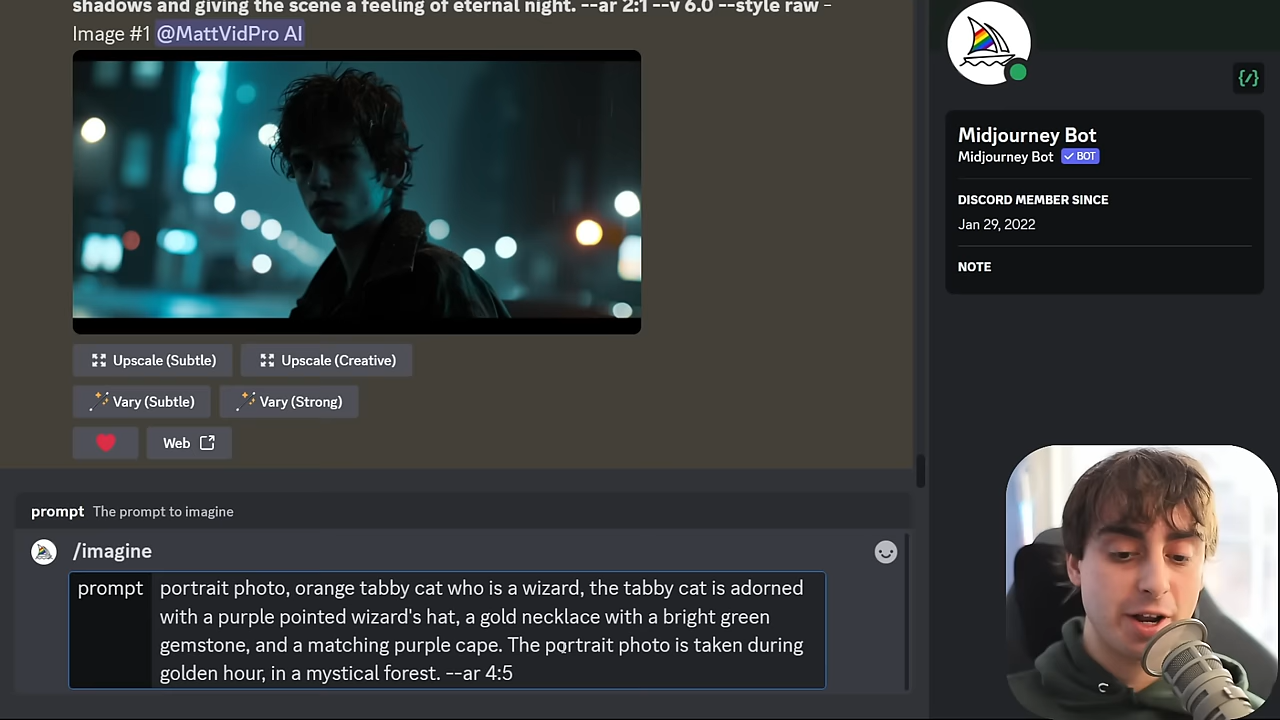 shadows and giving the scene a feeling of eternal night. --ar 2:1 --v 6.0 --style raw -
Image #1 @MattVidPro AI
Upscale (Subtle)
Upscale (Creative)
Vary (Subtle)
Vary (Strong)
Web
prompt The prompt to imagine
/imagine
prompt portrait photo, orange tabby cat who is a wizard, the tabby cat is adorned
with a purple pointed wizard's hat, a gold necklace with a bright green
gemstone, and a matching purple cape. The portrait photo is taken during
golden hour, in a mystical forest. --ar 4:5
{/}
Midjourney Bot
Midjourney Bot BOT
DISCORD MEMBER SINCE
Jan 29, 2022
NOTE